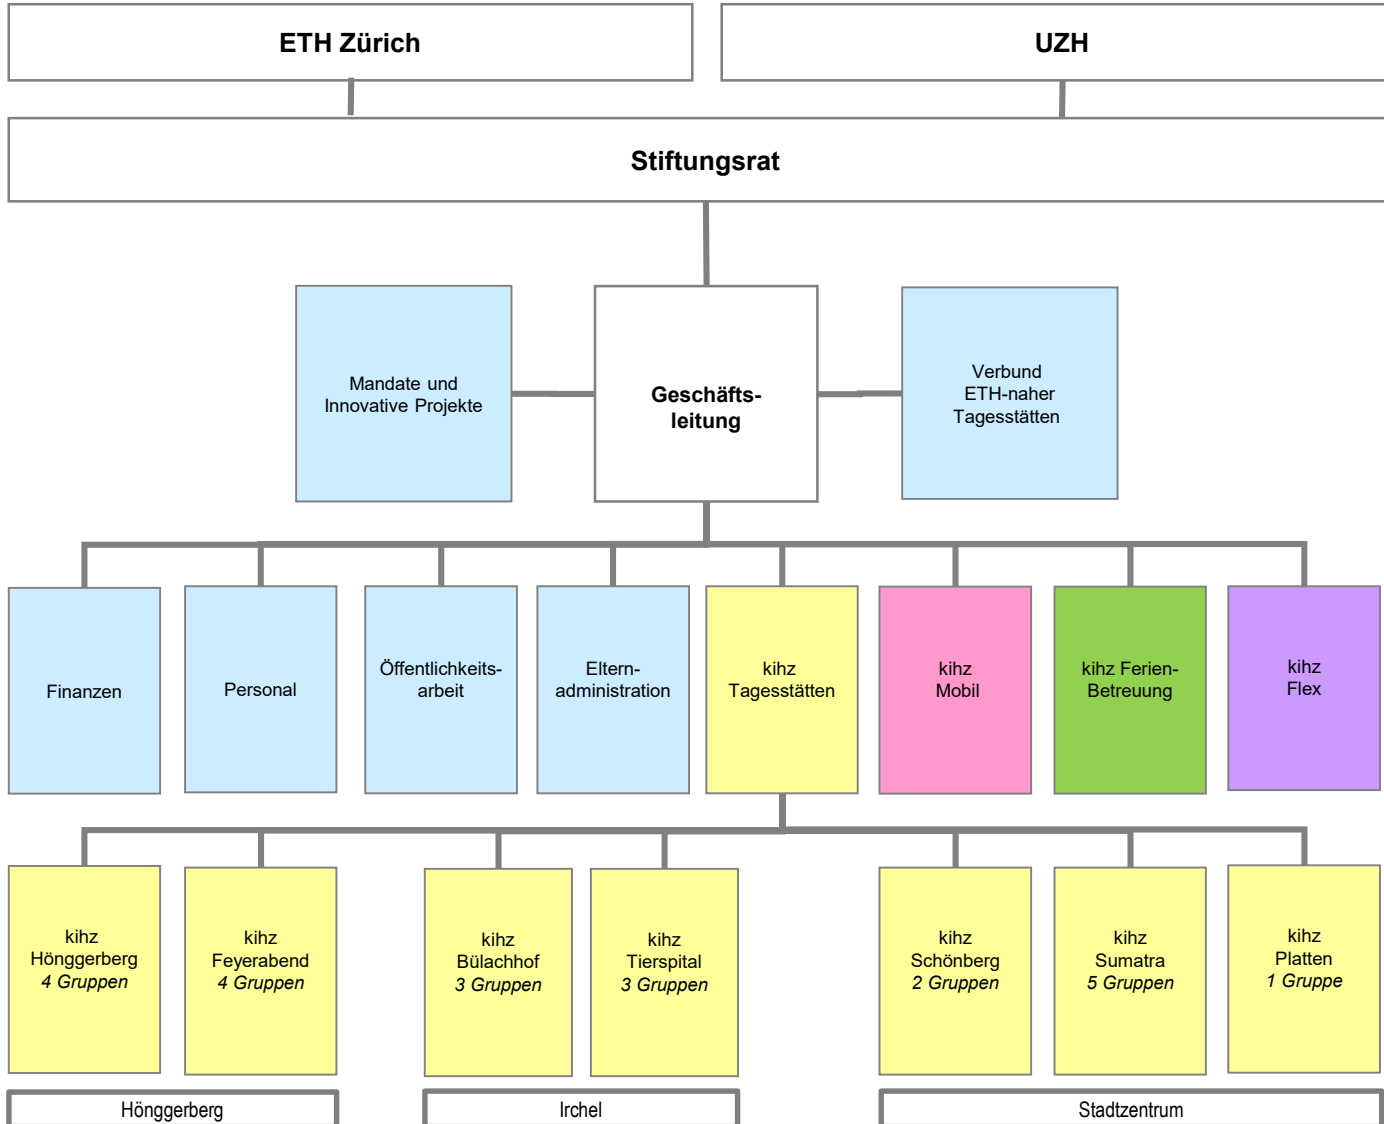 ETH Zürich
UZH
Stiftungsrat
Mandate und
Innovative Projekte
Geschäfts-
leitung
Verbund
ETH-naher
Tagesstätten
Finanzen
Personal
Öffentlichkeits-
arbeit
Eltern-
administration
kihz
Tagesstätten
kihz
Mobil
kihz Ferien-
Betreuung
kihz
Flex
kihz
Hönggerberg
4 Gruppen
kihz
Feyerabend
4 Gruppen
kihz
Bülachhof
3 Gruppen
kihz
Tierspital
3 Gruppen
kihz
Schönberg
2 Gruppen
kihz
Sumatra
5 Gruppen
kihz
Platten
1 Gruppe
Hönggerberg
Irchel
Stadtzentrum